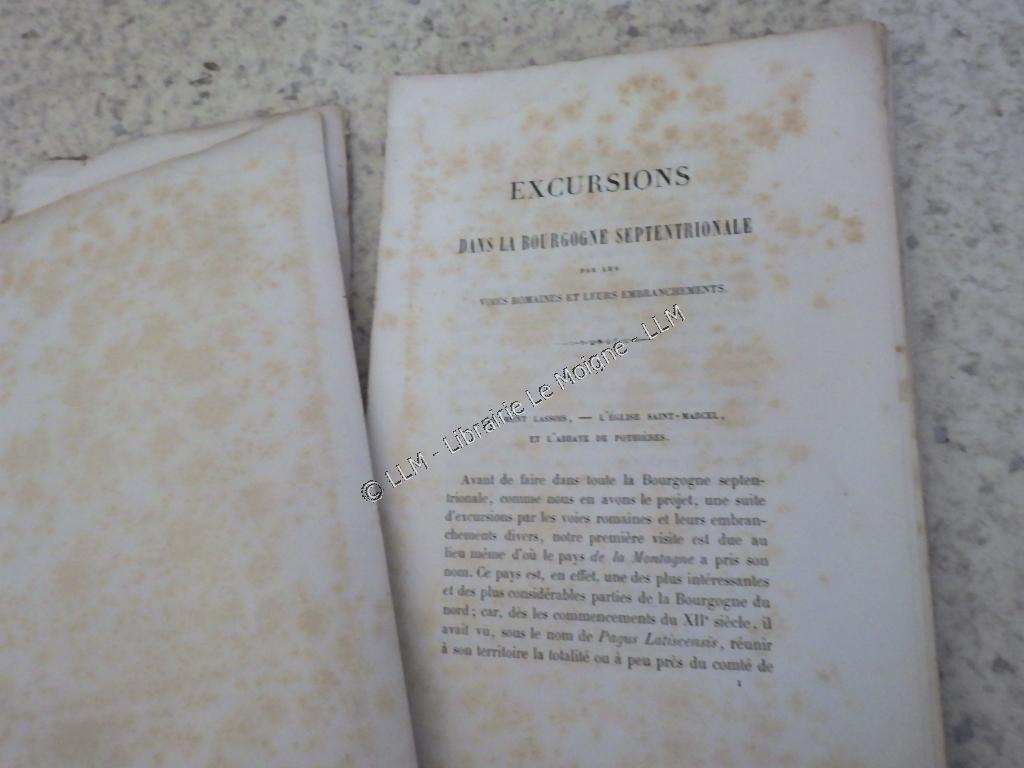 EXCURSIONS
DANS LA BOURGOGNE SEPTENTRIONALE
PAR LES
VOIES ROMAINES ET LEURS EMBRANCHEMENTS.
LASSOIS, — L'ÉGLISE SAINT-MARCEL,
ET L'ABBAYE DE POTHIÈRES.
© LLM - Librairie Le Moigne - LLM
Avant de faire dans toute la Bourgogne septen-
trionale, comme nous en avons le projet, une suite
d'excursions par les voies romaines et leurs embran-
chements divers, notre première visite est due au
lieu même d'où le pays de la Montagne a pris son
nom. Ce pays est, en effet, une des plus intéressantes
et des plus considérables parties de la Bourgogne du
nord; car, dès les commencements du XIIe siècle, il
avait vu, sous le nom de Pagus Latiscensis, réunir
à son territoire la totalité ou à peu près du comté de
1